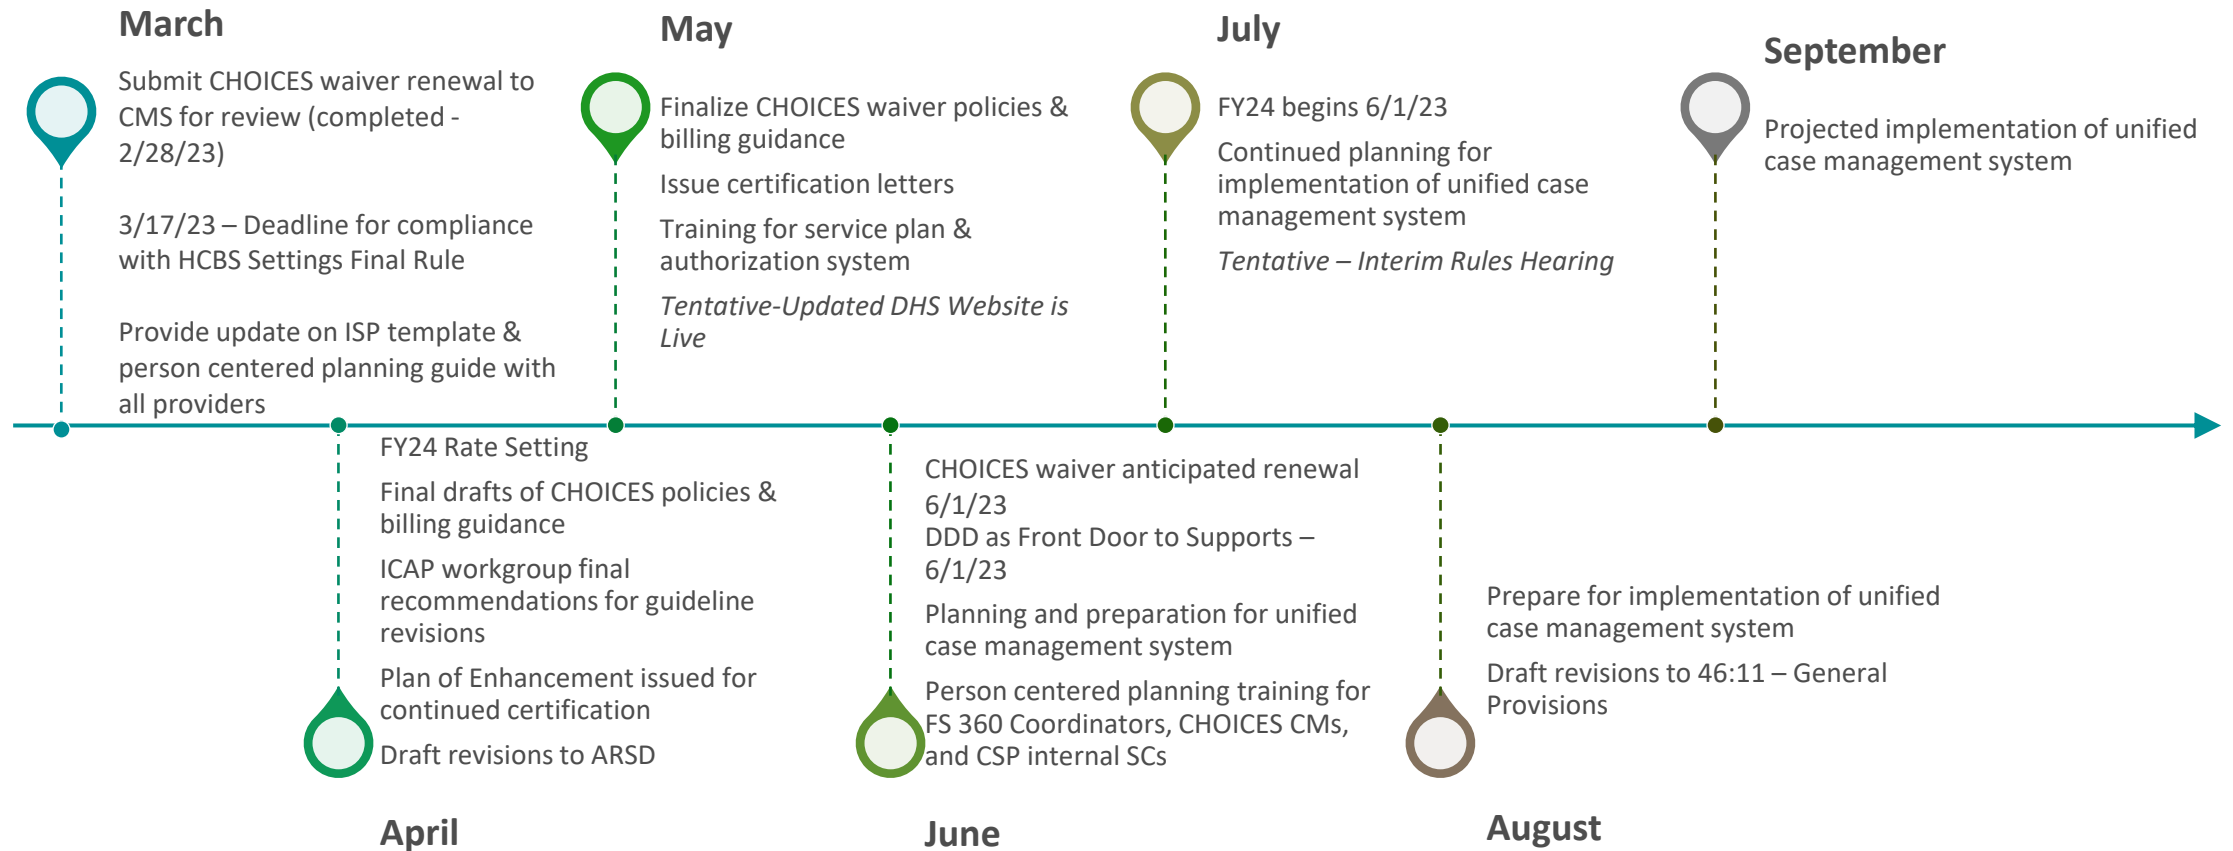 March
Submit CHOICES waiver renewal to
CMS for review (completed -
2/28/23)
3/17/23 – Deadline for compliance
with HCBS Settings Final Rule
Provide update on ISP template &
person centered planning guide with
all providers
FY24 Rate Setting
Final drafts of CHOICES policies &
billing guidance
ICAP workgroup final
recommendations for guideline
revisions
Plan of Enhancement issued for
continued certification
Draft revisions to ARSD
April
May
Finalize CHOICES waiver policies &
billing guidance
Issue certification letters
Training for service plan &
authorization system
Tentative-Updated DHS Website is
Live
CHOICES waiver anticipated renewal
6/1/23
DDD as Front Door to Supports –
6/1/23
Planning and preparation for unified
case management system
Person centered planning training for
FS 360 Coordinators, CHOICES CMs,
and CSP internal SCs
June
July
FY24 begins 6/1/23
Continued planning for
implementation of unified case
management system
Tentative – Interim Rules Hearing
Prepare for implementation of unified
case management system
Draft revisions to 46:11 – General
Provisions
August
September
Projected implementation of unified
case management system